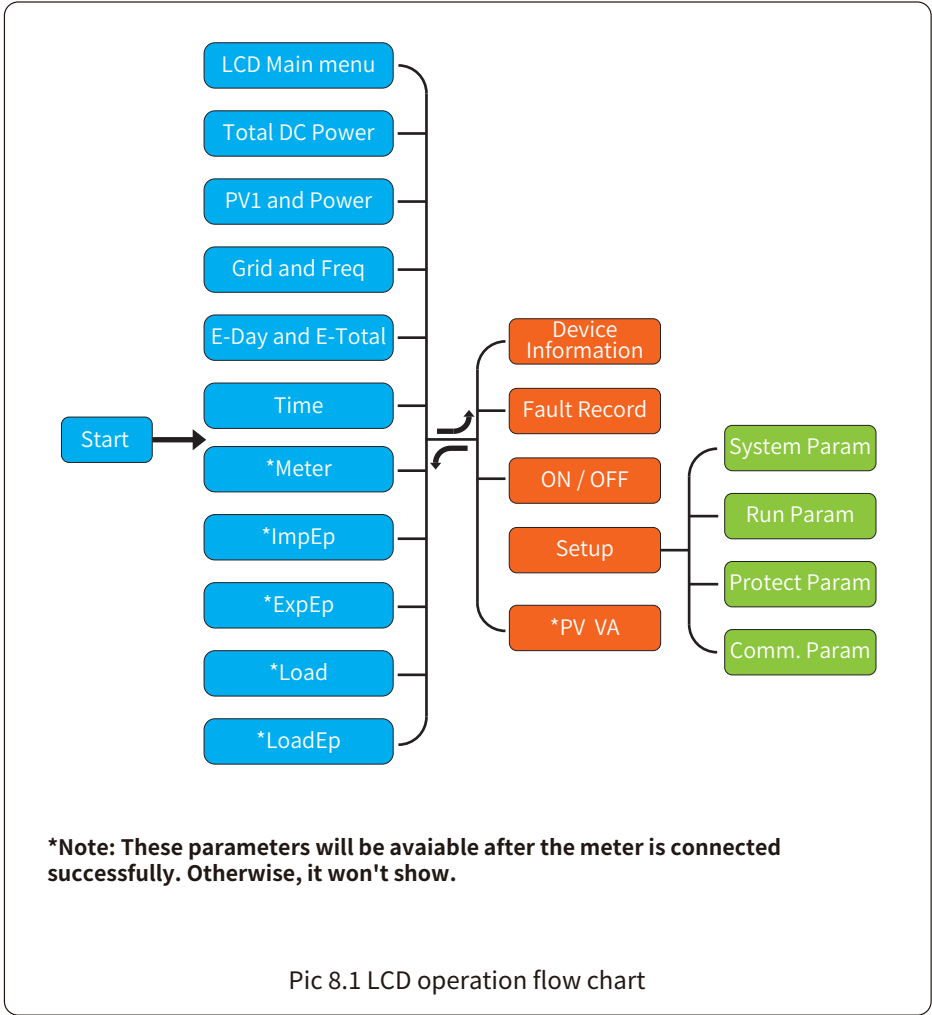 LCD Main menu
Total DC Power
PV1 and Power
Grid and Freq
E-Day and E-Total
Time
Start
*Meter
*ImpEp
*ExpEp
*Load
*LoadEp
Device
Information
Fault Record
ON / OFF
Setup
*PV VA
System Param
Run Param
Protect Param
Comm. Param
*Note: These parameters will be avaiable after the meter is connected
successfully. Otherwise, it won't show.
Pic 8.1 LCD operation flow chart